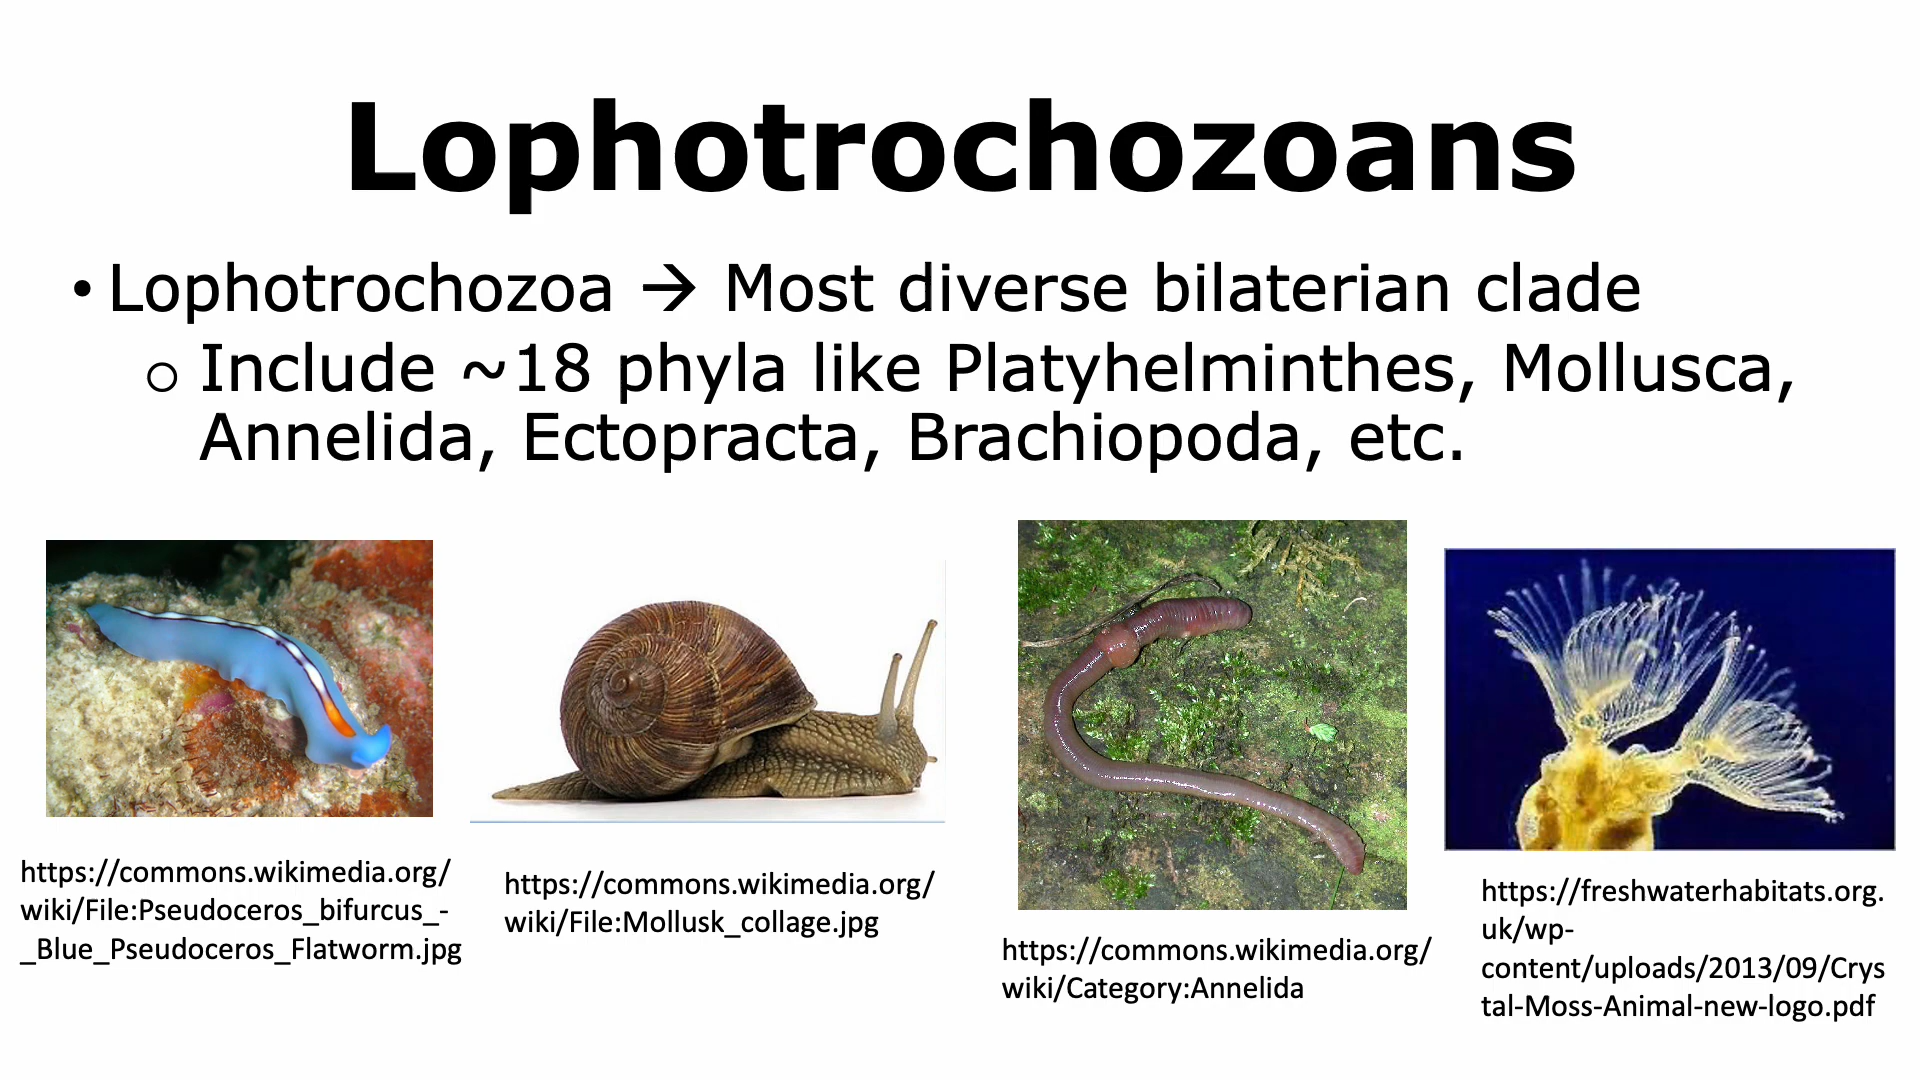 Lophotrochozoans
• Lophotrochozoa → Most diverse bilaterian clade
o Include ~18 phyla like Platyhelminthes, Mollusca,
Annelida, Ectopracta, Brachiopoda, etc.
https://commons.wikimedia.org/
wiki/File:Pseudoceros_bifurcus_-
_Blue_Pseudoceros_Flatworm.jpg
https://commons.wikimedia.org/
wiki/File:Mollusk_collage.jpg
https://commons.wikimedia.org/
wiki/Category:Annelida
https://freshwaterhabitats.org.
uk/wp-
content/uploads/2013/09/Crys
tal-Moss-Animal-new-logo.pdf